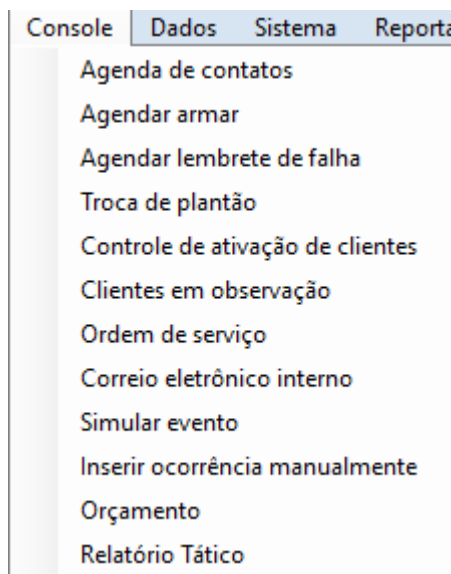 Console Dados Sistema Reporta
Agenda de contatos
Agendar armar
Agendar lembrete de falha
Troca de plantão
Controle de ativação de clientes
Clientes em observação
Ordem de serviço
Correio eletrônico interno
Simular evento
Inserir ocorrência manualmente
Orçamento
Relatório Tático